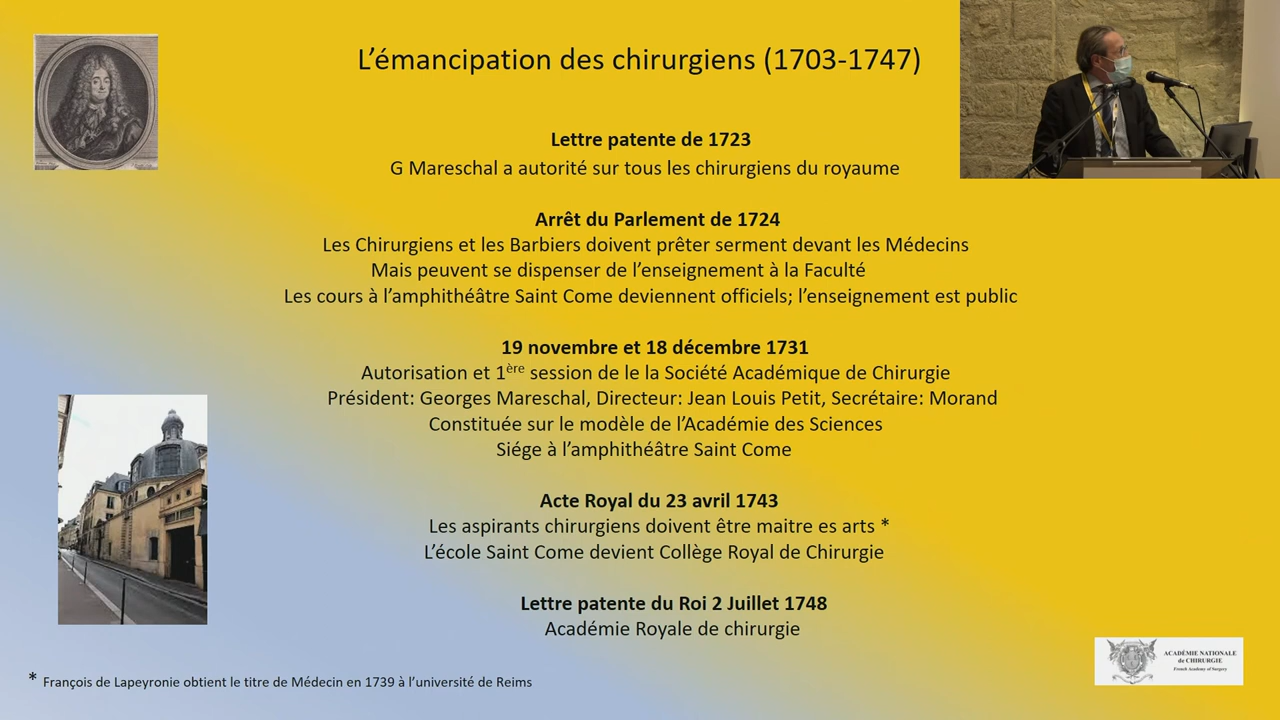 L'émancipation des chirurgiens (1703-1747)
Lettre patente de 1723
G Mareschal a autorité sur tous les chirurgiens du royaume
Arrêt du Parlement de 1724
Les Chirurgiens et les Barbiers doivent prêter serment devant les Médecins
Mais peuvent se dispenser de l'enseignement à la Faculté
Les cours à l'amphithéâtre Saint Come deviennent officiels; l'enseignement est public
19 novembre et 18 décembre 1731
Autorisation et 1ère session de le la Société Académique de Chirurgie
Président: Georges Mareschal, Directeur: Jean Louis Petit, Secrétaire: Morand
Constituée sur le modèle de l'Académie des Sciences
Siége à l'amphithéâtre Saint Come
Acte Royal du 23 avril 1743
Les aspirants chirurgiens doivent être maitre es arts *
L'école Saint Come devient Collège Royal de Chirurgie
Lettre patente du Roi 2 Juillet 1748
Académie Royale de chirurgie
ACADÉMIE NATIONALE
de CHIRURGIE
French Academy of Surgery
* François de Lapeyronie obtient le titre de Médecin en 1739 à l'université de Reims